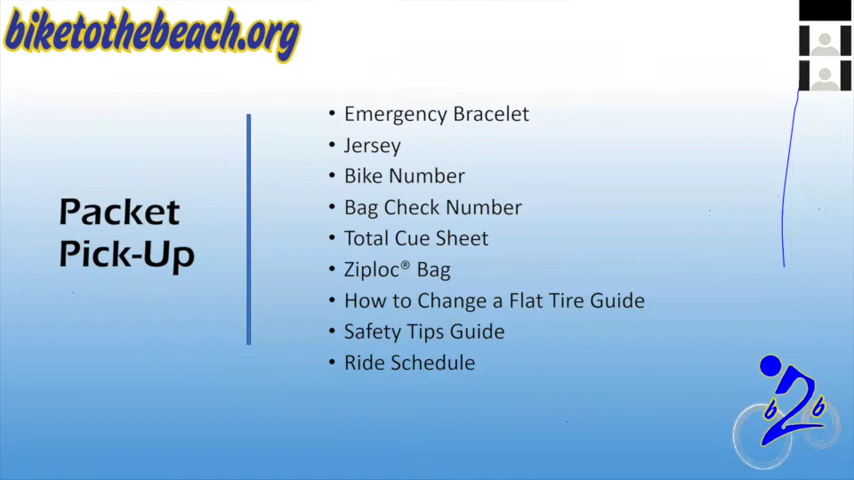 biketothebeach.org
Packet
Pick-Up
• Emergency Bracelet
• Jersey
• Bike Number
• Bag Check Number
• Total Cue Sheet
• Ziploc® Bag
• How to Change a Flat Tire Guide
• Safety Tips Guide
• Ride Schedule
b2b